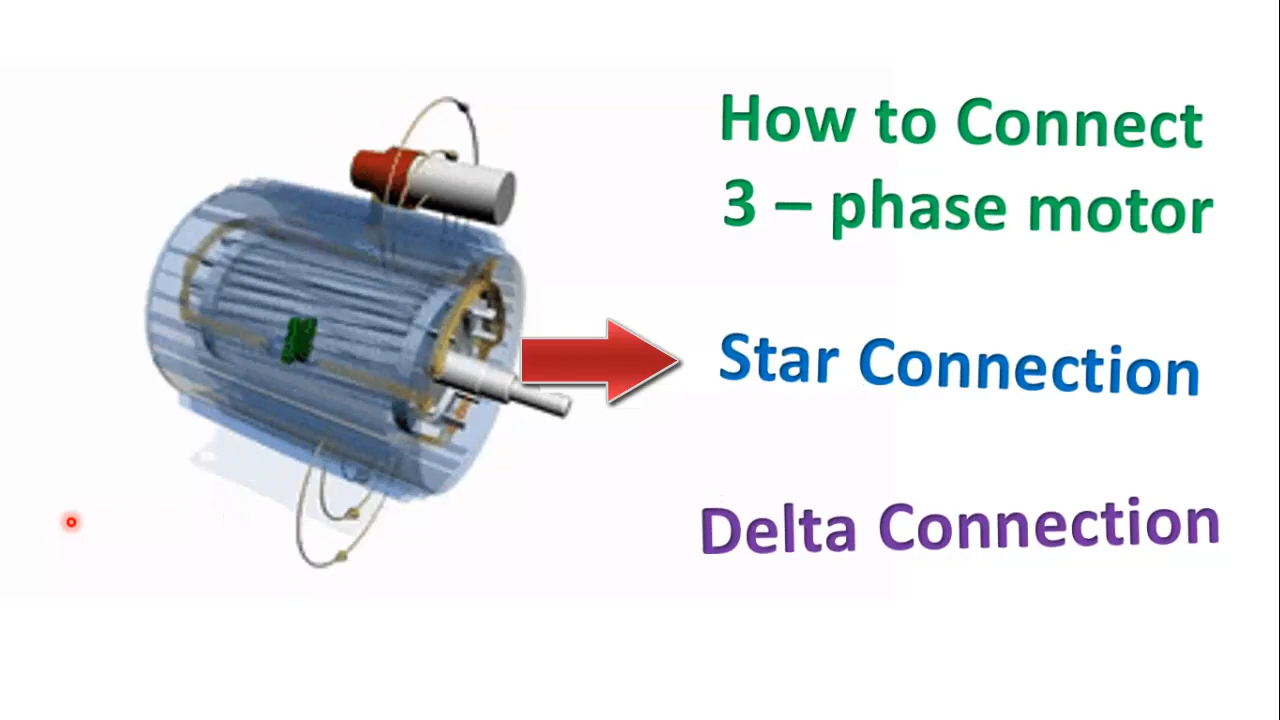 How to Connect
3 – phase motor
Star Connection
Delta Connection